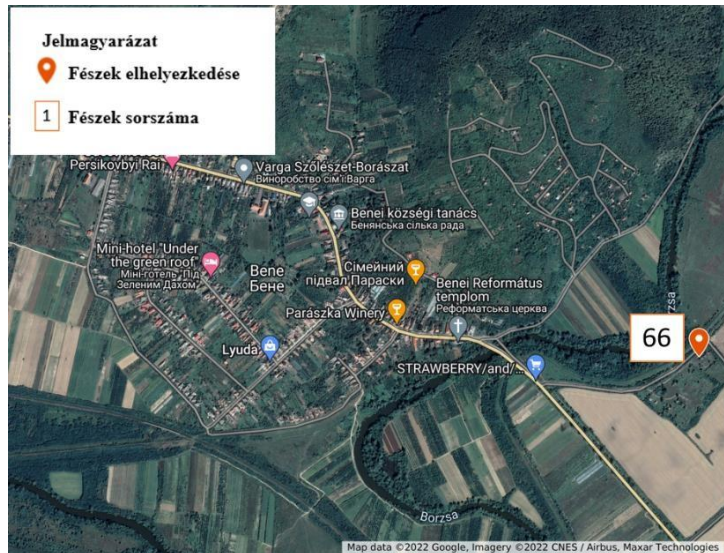 Jelmagyarázat
Fészek elhelyezkedése
1 Fészek sorszáma
Persikovbyi Rai
Varga Szőlészet-Borászat
Виноробство сім'ї Варга
Benei községi tanács
Бенянська сілька рада
Mini-hotel "Under
the green roof"
Міні-готель "Під
Зеленим Дахом"
Bene
Бене
Сімейний
підвал Параски
Benei Református
templom
Реформатська церква
Parászka Winery
Lyuda
STRAWBERRY/and/...
Borzsa
66
Borzsa
Map data ©2022 Google, Imagery ©2022 CNES / Airbus, Maxar Technologies